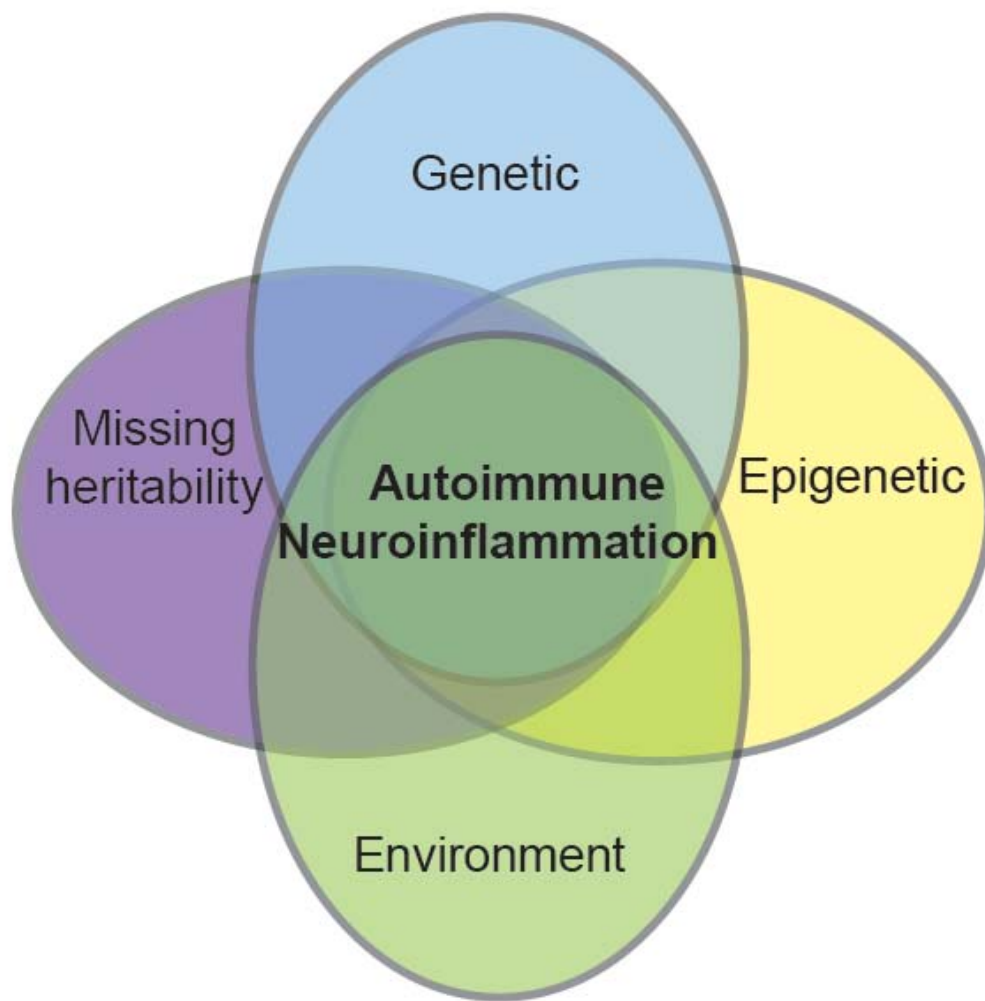 Genetic
Missing
heritability
Autoimmune
Neuroinflammation
Epigenetic
Environment